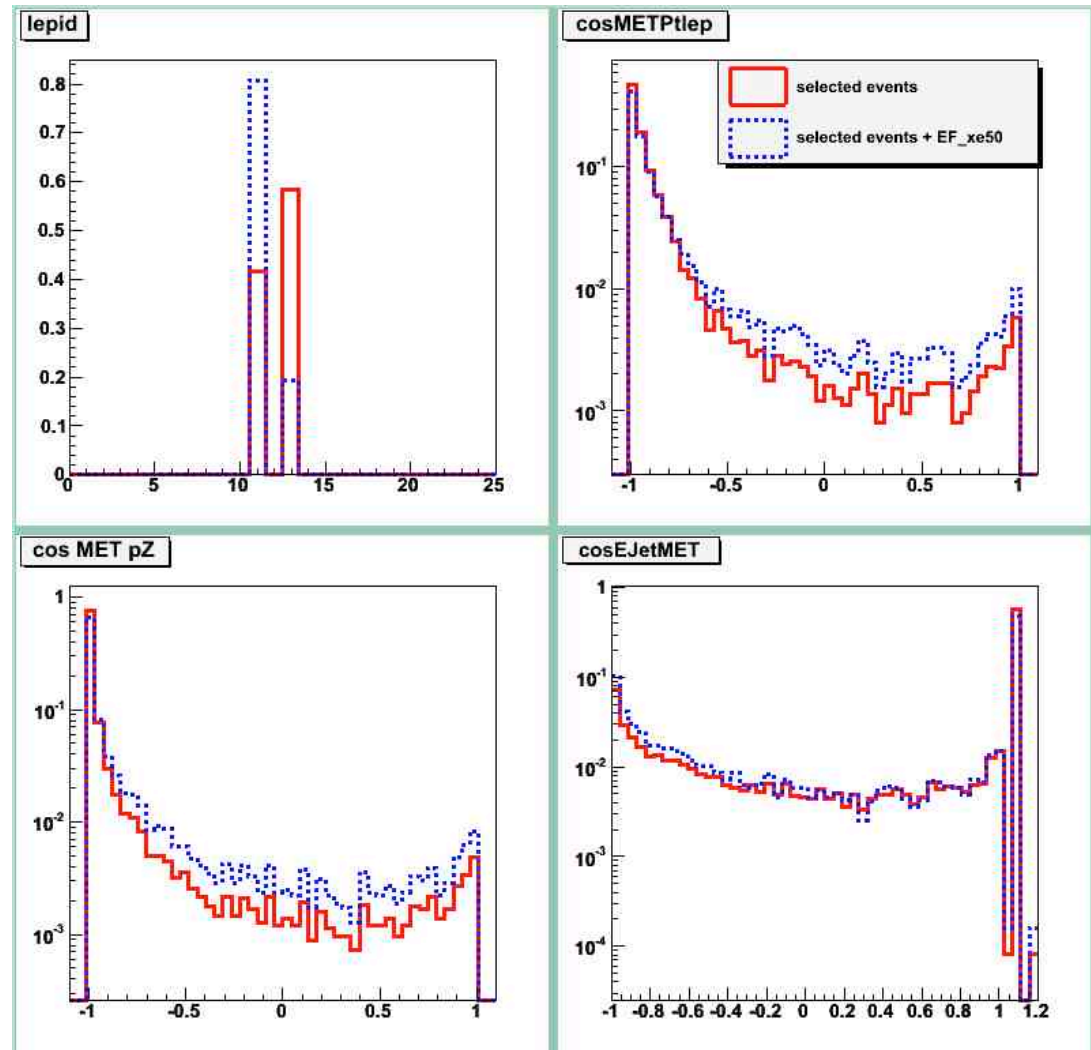 lepid
0.8
0.7
0.6
0.5
0.4
0.3
0.2
0.1
0
0 5 10 15 20 25
cosMETPtlep
selected events
selected events + EF_xe50
10-1
10-2
10-3
-1 -0.5 0 0.5 1
cos MET pZ
1
10-1
10-2
10-3
-1 -0.5 0 0.5 1
cosEJetMET
1
10-1
10-2
10-3
10-4
-1 -0.8 -0.6 -0.4 -0.2 0 0.2 0.4 0.6 0.8 1 1.2